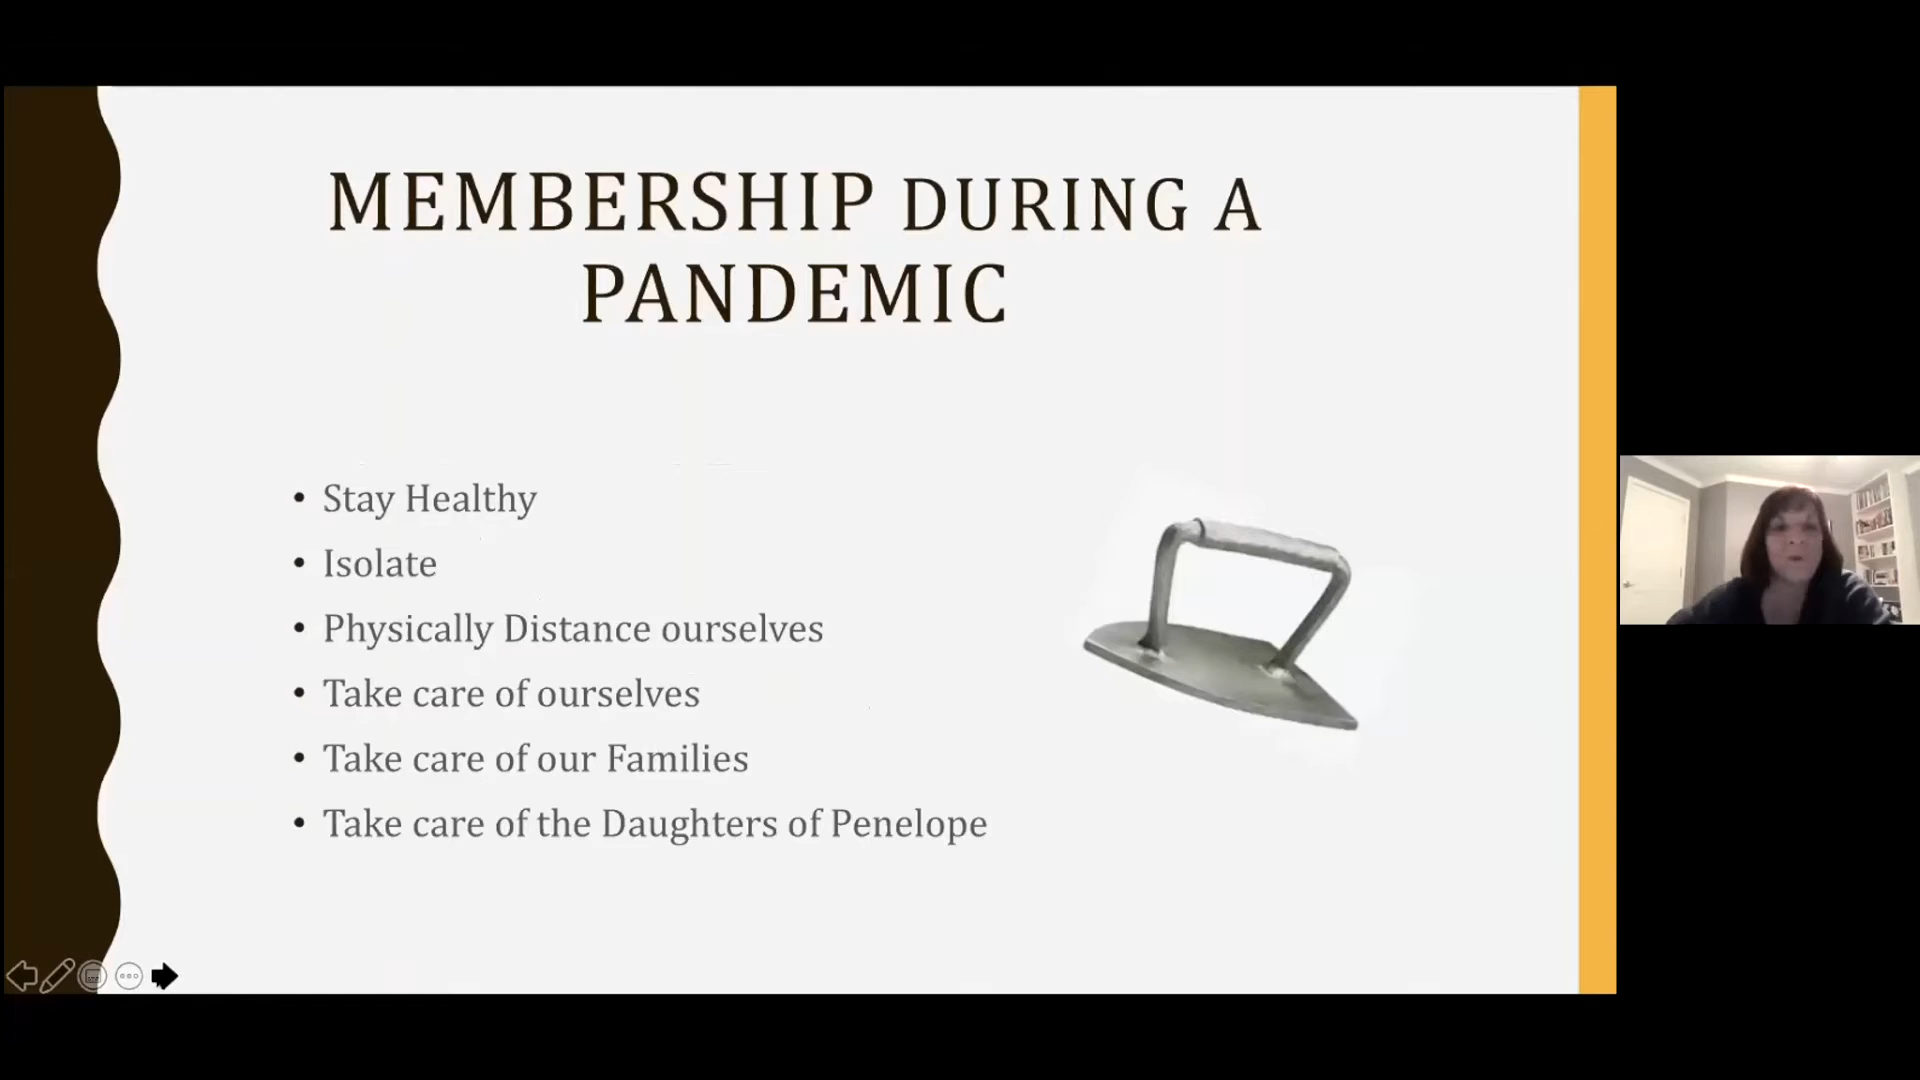 MEMBERSHIP DURING A
PANDEMIC
• Stay Healthy
• Isolate
• Physically Distance ourselves
• Take care of ourselves
• Take care of our Families
• Take care of the Daughters of Penelope